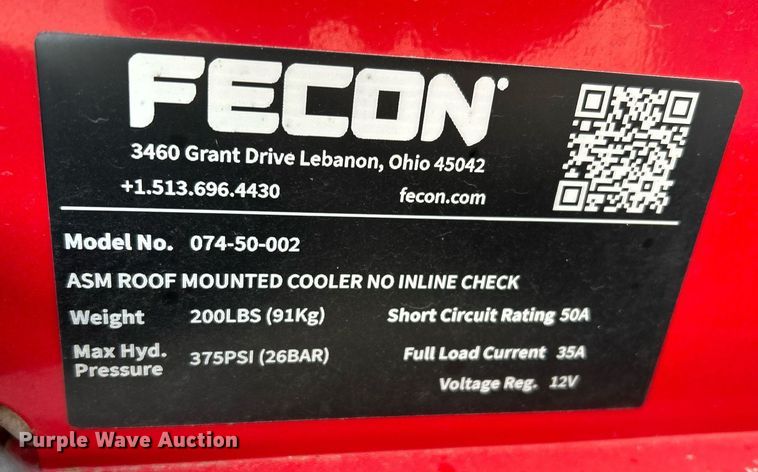 FECON
3460 Grant Drive Lebanon, Ohio 45042
+1.513.696.4430 fecon.com
Model No. 074-50-002
ASM ROOF MOUNTED COOLER NO INLINE CHECK
Weight 200LBS (91Kg) Short Circuit Rating 50A
Max Hyd. Pressure 375PSI (26BAR) Full Load Current 35A
Voltage Reg. 12V
Purple Wave Auction